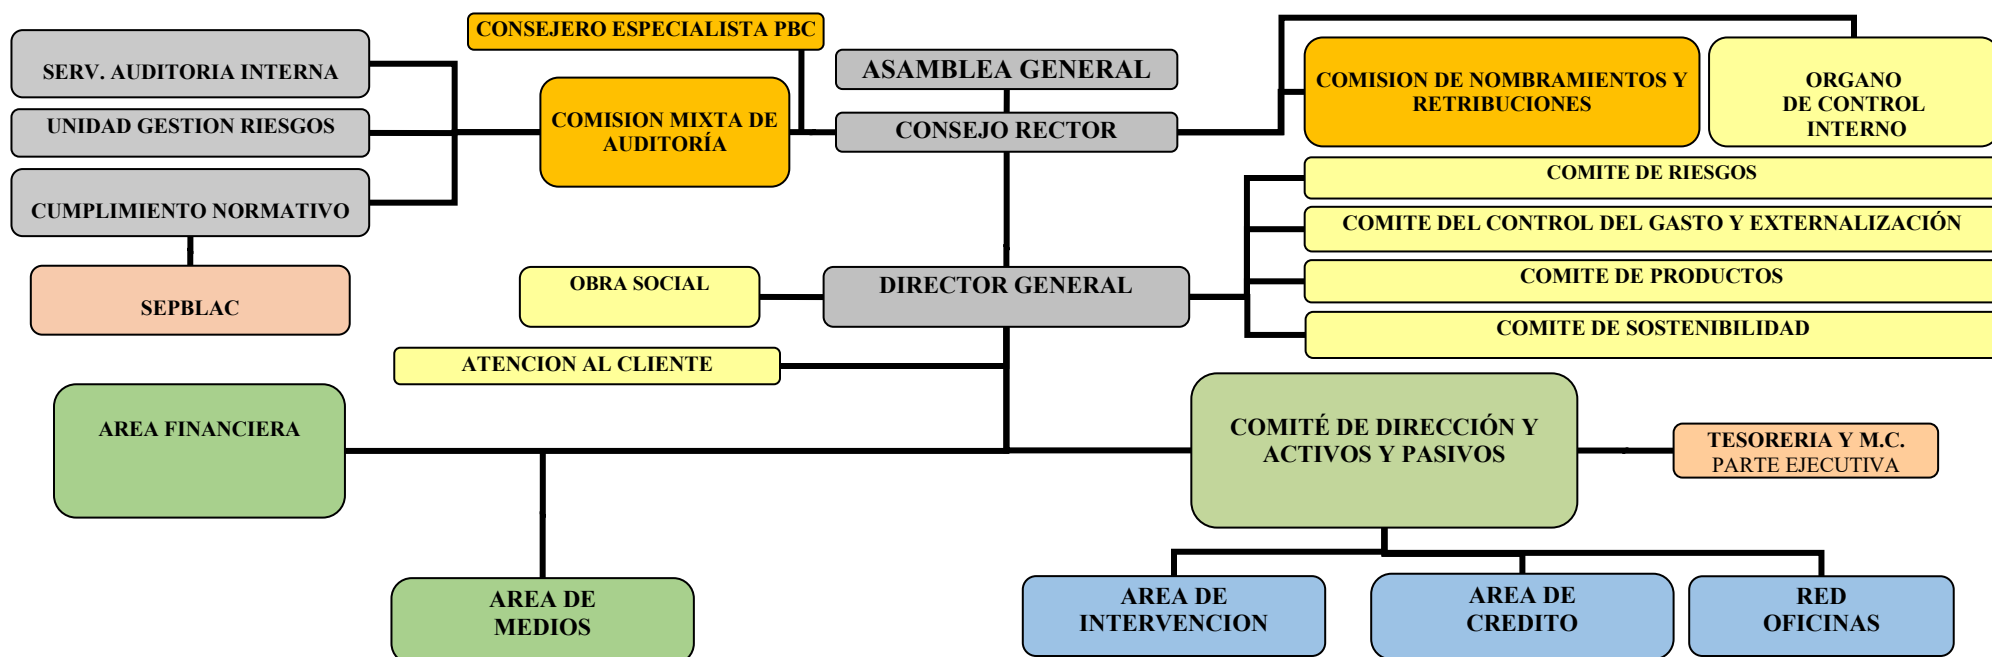 CONSEJERO ESPECIALISTA PBC
SERV. AUDITORIA INTERNA
ASAMBLEA GENERAL
COMISION DE NOMBRAMIENTOS Y
RETRIBUCIONES
ORGANO
DE CONTROL
INTERNO
UNIDAD GESTION RIESGOS
COMISION MIXTA DE
AUDITORÍA
CONSEJO RECTOR
COMITE DE RIESGOS
CUMPLIMIENTO NORMATIVO
COMITE DEL CONTROL DEL GASTO Y EXTERNALIZACIÓN
SEPBLAC
OBRA SOCIAL
DIRECTOR GENERAL
COMITE DE PRODUCTOS
COMITE DE SOSTENIBILIDAD
ATENCION AL CLIENTE
AREA FINANCIERA
COMITÉ DE DIRECCIÓN Y
ACTIVOS Y PASIVOS
TESORERIA Y M.C.
PARTE EJECUTIVA
AREA DE
MEDIOS
AREA DE
INTERVENCION
AREA DE
CREDITO
RED
OFICINAS